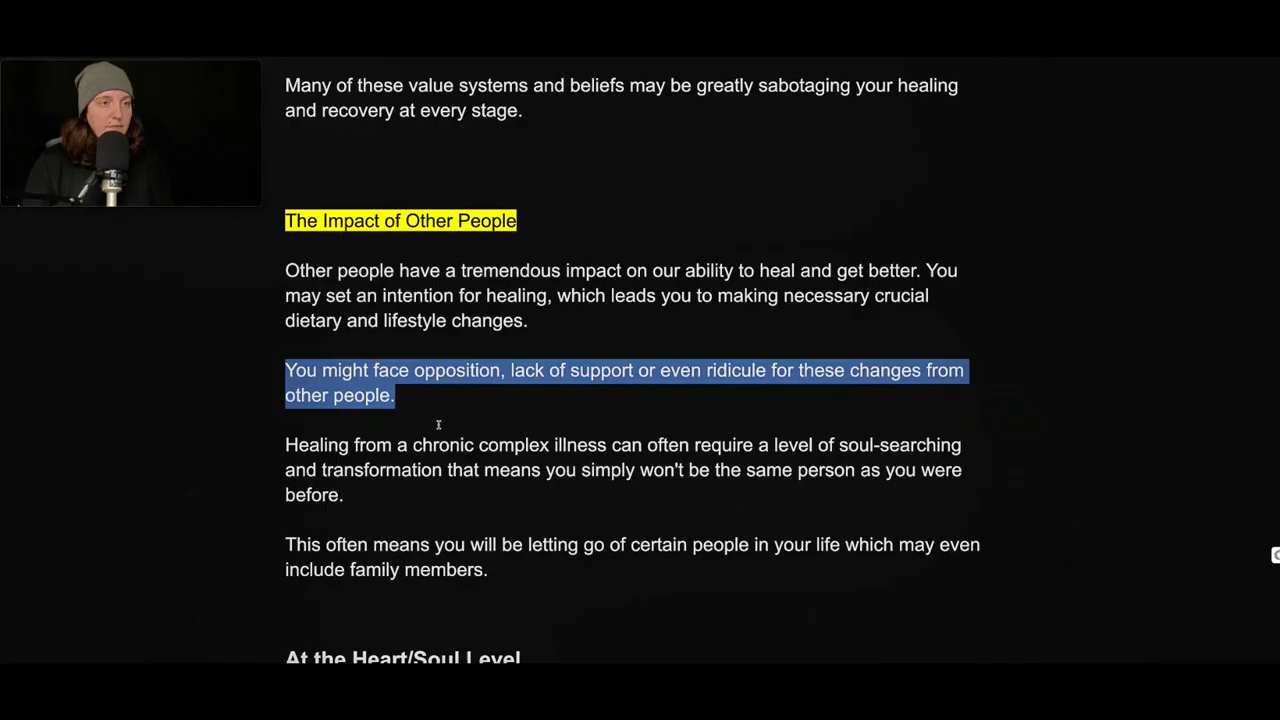 Many of these value systems and beliefs may be greatly sabotaging your healing
and recovery at every stage.
The Impact of Other People
Other people have a tremendous impact on our ability to heal and get better. You
may set an intention for healing, which leads you to making necessary crucial
dietary and lifestyle changes.
You might face opposition, lack of support or even ridicule for these changes from
other people.
Healing from a chronic complex illness can often require a level of soul-searching
and transformation that means you simply won't be the same person as you were
before.
This often means you will be letting go of certain people in your life which may even
include family members.
At the Heart/Soul Level